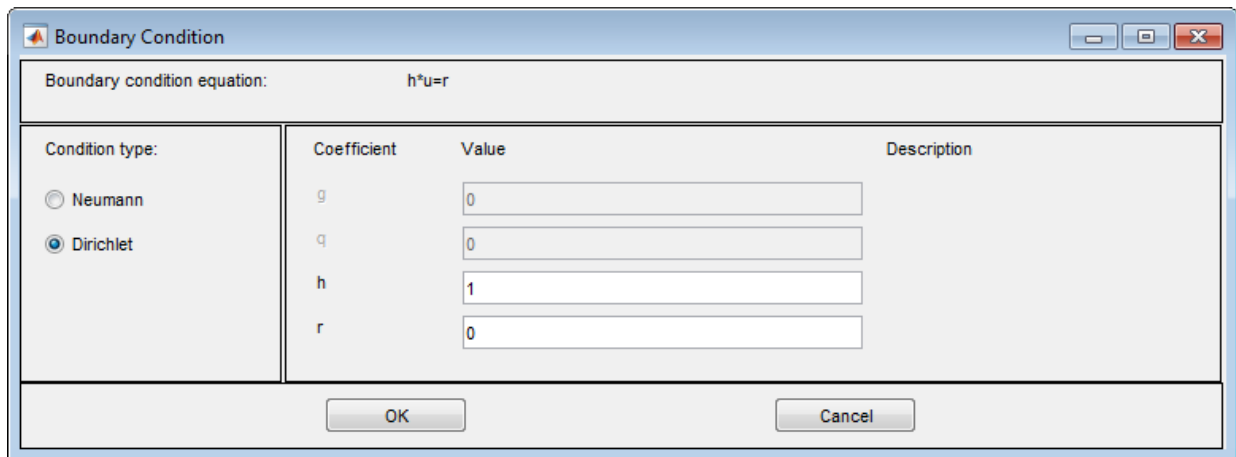 Boundary Condition
Boundary condition equation: h*u=r
Condition type:
Neumann
Dirichlet
Coefficient Value Description
g 0
q 0
h 1
r 0
OK Cancel